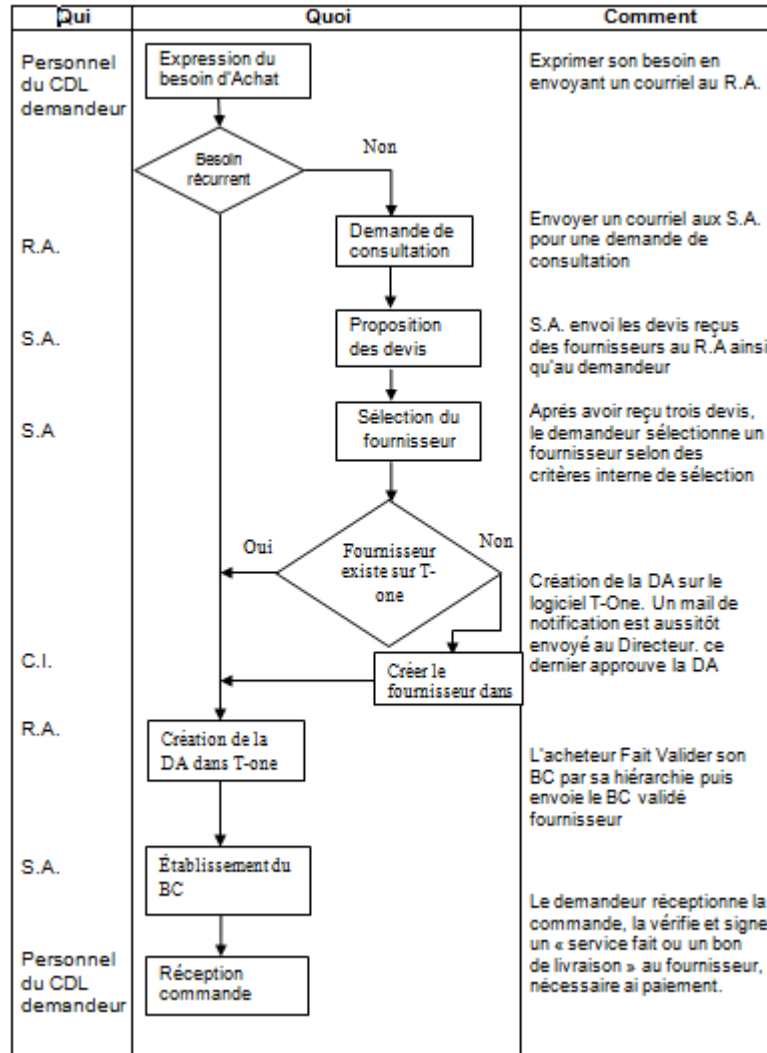 Qui
Quoi
Comment
Personnel
du CDL
demandeur
Expression du
besoin d'Achat
Exprimer son besoin en
envoyant un courriel au R.A.
Besoin
récurrent
Non
R.A.
Demande de
consultation
Envoyer un courriel aux S.A.
pour une demande de
consultation
S.A.
Proposition
des devis
S.A. envoi les devis reçus
des fournisseurs au R.A ainsi
qu'au demandeur
S.A
Sélection du
fournisseur
Aprés avoir reçu trois devis,
le demandeur sélectionne un
fournisseur selon des
critères interne de sélection
Oui
Fournisseur
existe sur T-
one
Non
Création de la DA sur le
logiciel T-One. Un mail de
notification est aussitôt
envoyé au Directeur. ce
dernier approuve la DA
C.I.
Créer le
fournisseur dans
R.A.
Création de la
DA dans T-one
L'acheteur Fait Valider son
BC par sa hiérarchie puis
envoie le BC validé
fournisseur
S.A.
Établissement du
BC
Le demandeur réceptionne la
commande, la vérifie et signe
un « service fait ou un bon
de livraison » au fournisseur,
nécessaire ai paiement.
Personnel
du CDL
demandeur
Réception
commande